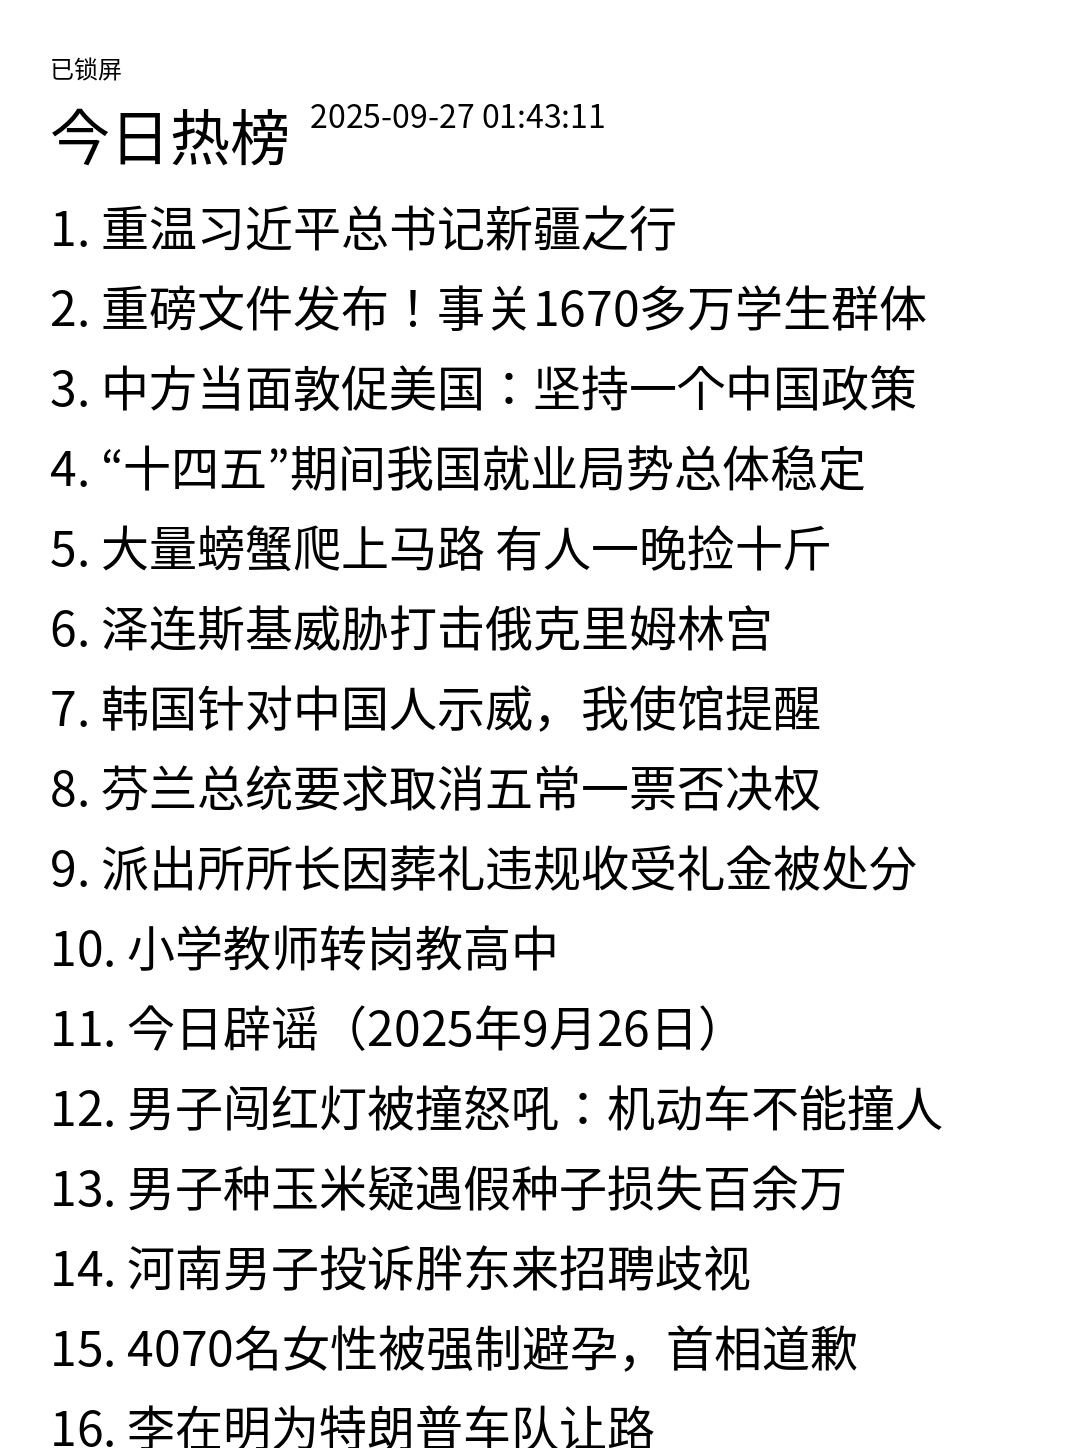 已锁屏
今日热榜 2025-09-27 01:43:11
1. 重温习近平总书记新疆之行
2. 重磅文件发布！事关1670多万学生群体
3. 中方当面敦促美国：坚持一个中国政策
4. “十四五”期间我国就业局势总体稳定
5. 大量螃蟹爬上马路 有人一晚捡十斤
6. 泽连斯基威胁打击俄克里姆林宫
7. 韩国针对中国人示威，我使馆提醒
8. 芬兰总统要求取消五常一票否决权
9. 派出所所长因葬礼违规收受礼金被处分
10. 小学教师转岗教高中
11. 今日辟谣（2025年9月26日）
12. 男子闯红灯被撞怒吼：机动车不能撞人
13. 男子种玉米疑遇假种子损失百余万
14. 河南男子投诉胖东来招聘歧视
15. 4070名女性被强制避孕，首相道歉
16. 李在明为特朗普车队让路